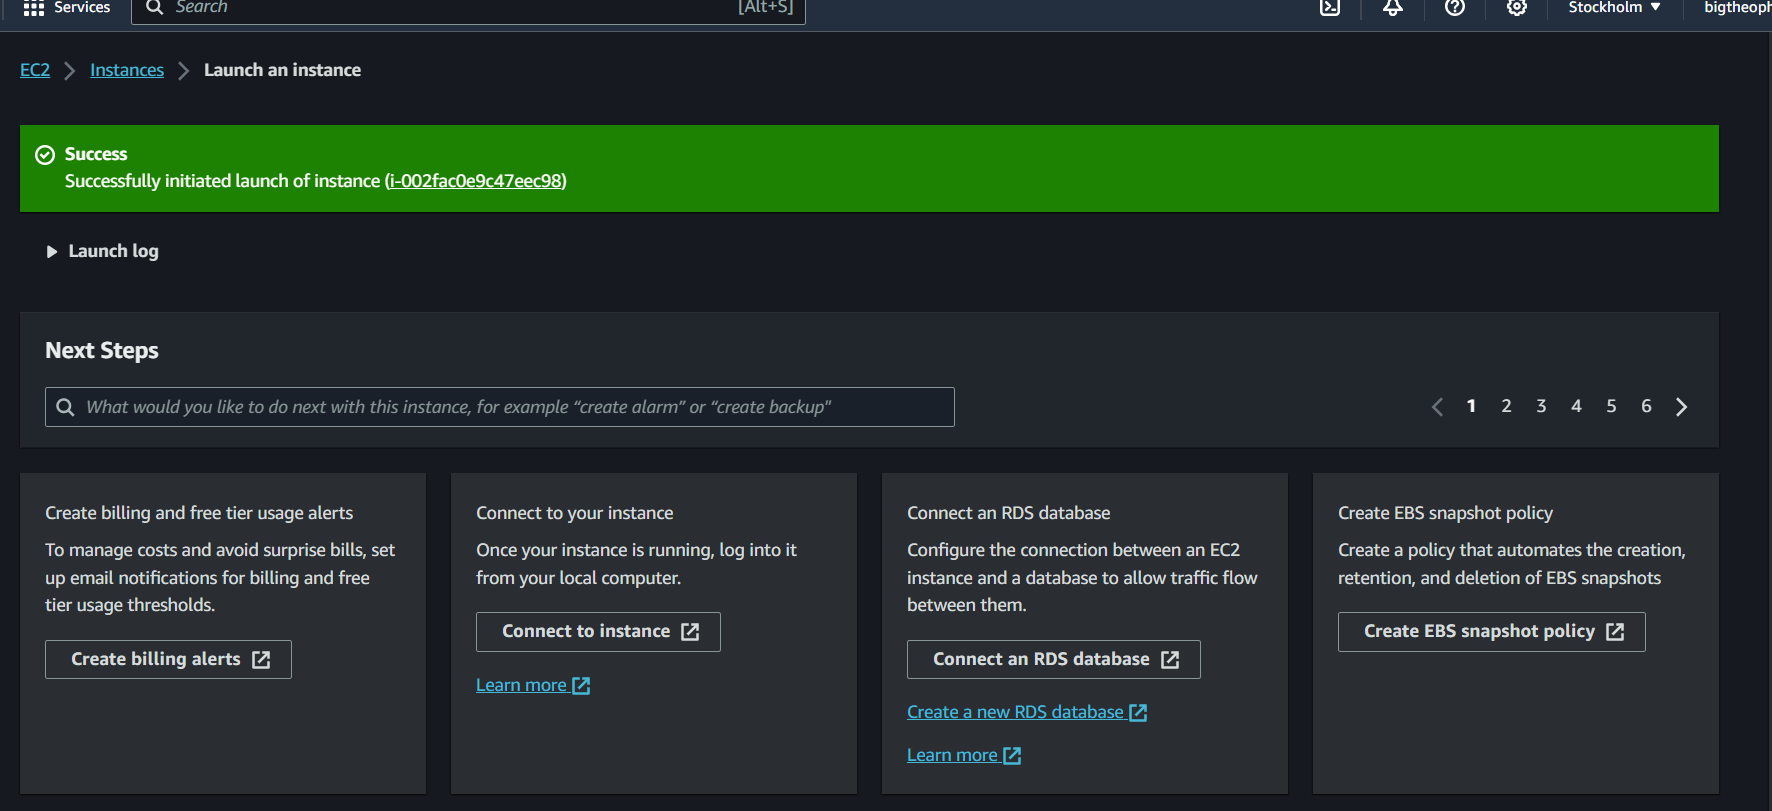 Services
Search
[Alt+S]
Stockholm
EC2
Instances
Launch an instance
Success
Successfully initiated launch of instance (i-002fac0e9c47eec98)
Launch log
Next Steps
What would you like to do next with this instance, for example “create alarm” or “create backup"
1 2 3 4 5 6
Create billing and free tier usage alerts
To manage costs and avoid surprise bills, set
up email notifications for billing and free
tier usage thresholds.
Create billing alerts
Connect to your instance
Once your instance is running, log into it
from your local computer.
Connect to instance
Learn more
Connect an RDS database
Configure the connection between an EC2
instance and a database to allow traffic flow
between them.
Connect an RDS database
Create a new RDS database
Learn more
Create EBS snapshot policy
Create a policy that automates the creation,
retention, and deletion of EBS snapshots
Create EBS snapshot policy